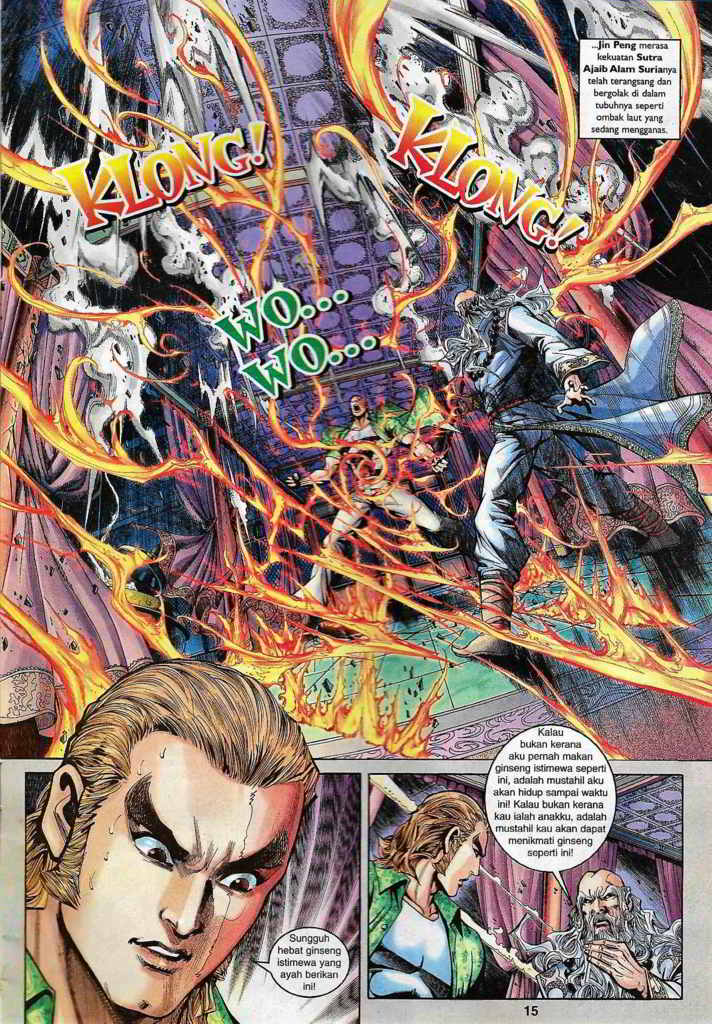 ...Jin Peng merasa
kekuatan Sutra
Ajaib Alam Surianya
telah terangsang dan
bergolak di dalam
tubuhnya seperti
ombak laut yang
sedang mengganas.
KLONG!
KLONG!
WO...
WO...
Sungguh
hebat ginseng
istimewa yang
ayah berikan
ini!
Kalau
bukan kerana
aku pernah makan
ginseng istimewa seperti
ini, adalah mustahil aku
akan hidup sampai waktu
ini! Kalau bukan kerana
kau ialah anakku, adalah
mustahil kau akan dapat
menikmati ginseng
seperti ini!
15